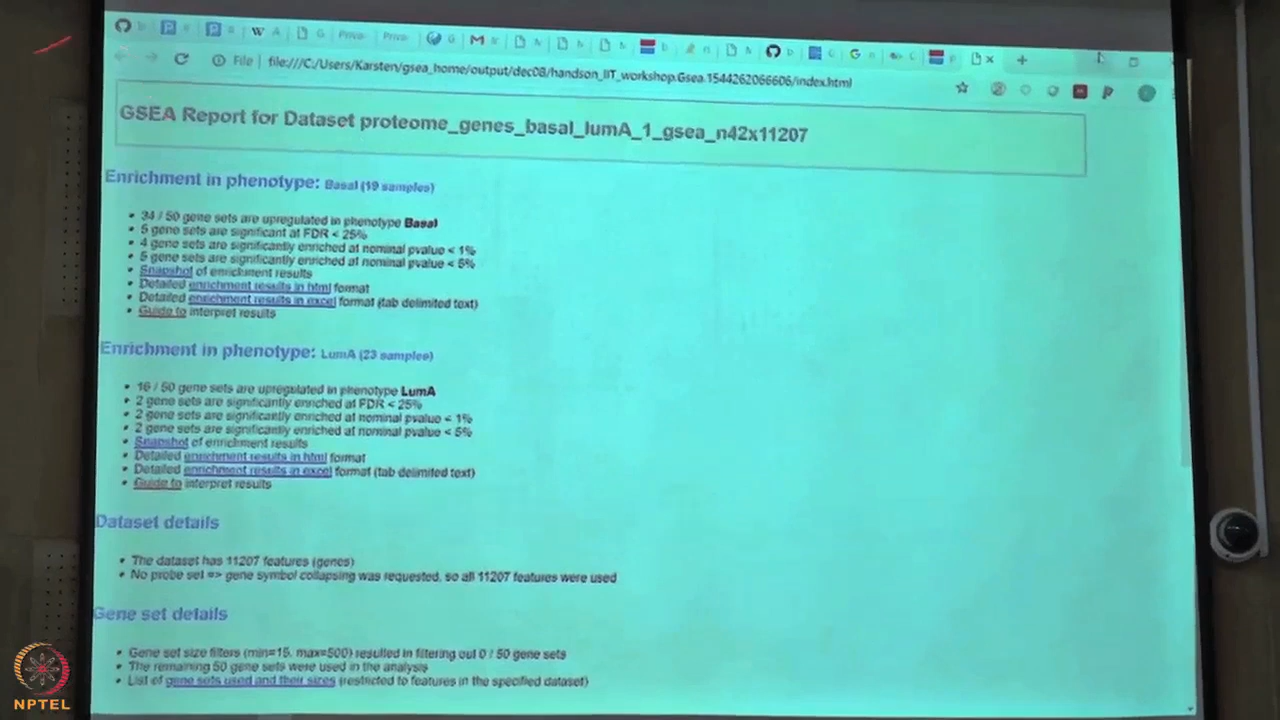 File file:///C:/Users/Karsten/gsea_home/output/dec08/handson_IIT_workshop.Gsea.1544262066606/index.html
GSEA Report for Dataset proteome_genes_basal_lumA_1_gsea_n42x11207
Enrichment in phenotype: Basal (19 samples)
• 34 / 50 gene sets are upregulated in phenotype Basal
• 5 gene sets are significant at FDR < 25%
• 4 gene sets are significantly enriched at nominal pvalue < 1%
• 5 gene sets are significantly enriched at nominal pvalue < 5%
• Snapshot of enrichment results
• Detailed enrichment results in html format
• Detailed enrichment results in excel format (tab delimited text)
• Guide to interpret results
Enrichment in phenotype: LumA (23 samples)
• 16 / 50 gene sets are upregulated in phenotype LumA
• 2 gene sets are significantly enriched at FDR < 25%
• 2 gene sets are significantly enriched at nominal pvalue < 1%
• 2 gene sets are significantly enriched at nominal pvalue < 5%
• Snapshot of enrichment results
• Detailed enrichment results in html format
• Detailed enrichment results in excel format (tab delimited text)
• Guide to interpret results
Dataset details
• The dataset has 11207 features (genes)
• No probe set => gene symbol collapsing was requested, so all 11207 features were used
Gene set details
• Gene set size filters (min=15, max=500) resulted in filtering out 0 / 50 gene sets
• The remaining 50 gene sets were used in the analysis
• List of gene sets used and their sizes (restricted to features in the specified dataset)
NPTEL